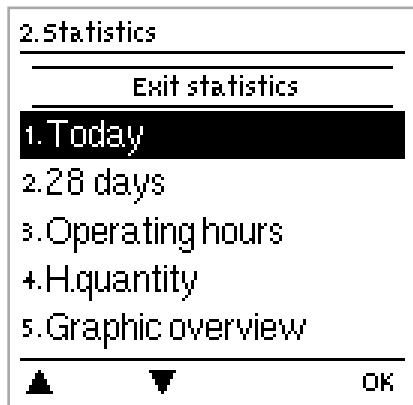 2.Statistics
Exit statistics
1.Today
2.28 days
3.Operating hours
4.H.quantity
5.Graphic overview
OK